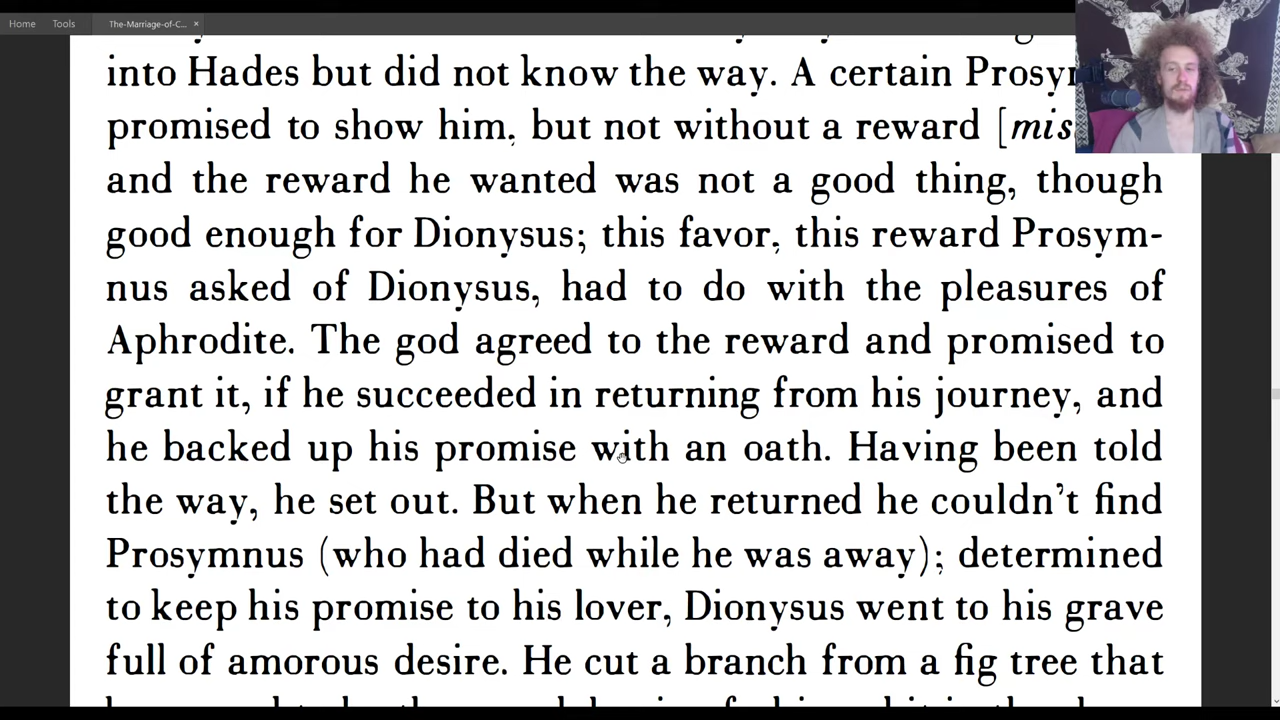 Home Tools The-Marriage-of-C... ×
into Hades but did not know the way. A certain
promised to show him, but not without a reward
and the reward he wanted was not a good thing, though
good enough for Dionysus; this favor, this reward Prosym-
nus asked of Dionysus, had to do with the pleasures of
Aphrodite. The god agreed to the reward and promised to
grant it, if he succeeded in returning from his journey, and
he backed up his promise with an oath. Having been told
the way, he set out. But when he returned he couldn't find
Prosymnus (who had died while he was away); determined
to keep his promise to his lover, Dionysus went to his grave
full of amorous desire. He cut a branch from a fig tree that